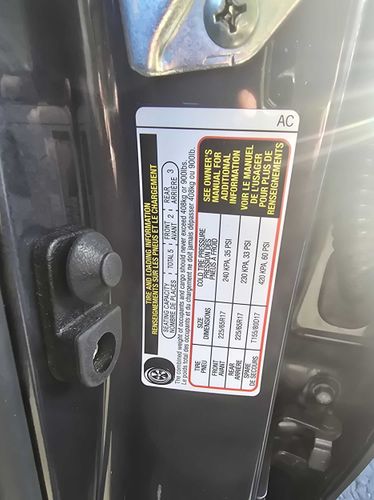 AC
TIRE AND LOADING INFORMATION
RENSEIGNEMENTS SUR LES PNEUS ET LE CHARGEMENT
SEATING CAPACITY
NOMBRE DE PLACES
TOTAL 5
FRONT
AVANT 2
REAR
ARRIÈRE 3
The combined weight of occupants and cargo should never exceed 408kg or 900lbs.
Le poids total des occupants et du chargement ne doit jamais dépasser 408kg ou 900lb.
TIRE
PNEU
SIZE
DIMENSIONS
COLD TIRE PRESSURE
PRESSION DES
PNEUS À FROID
FRONT
AVANT
225/65R17
240 KPA, 35 PSI
REAR
ARRIÈRE
225/65R17
230 KPA, 33 PSI
SPARE
DE SECOURS
T165/80D17
420 KPA, 60 PSI
SEE OWNER'S
MANUAL FOR
ADDITIONAL
INFORMATION
VOIR LE MANUEL
DE L'USAGER
POUR PLUS DE
RENSEIGNEMENTS